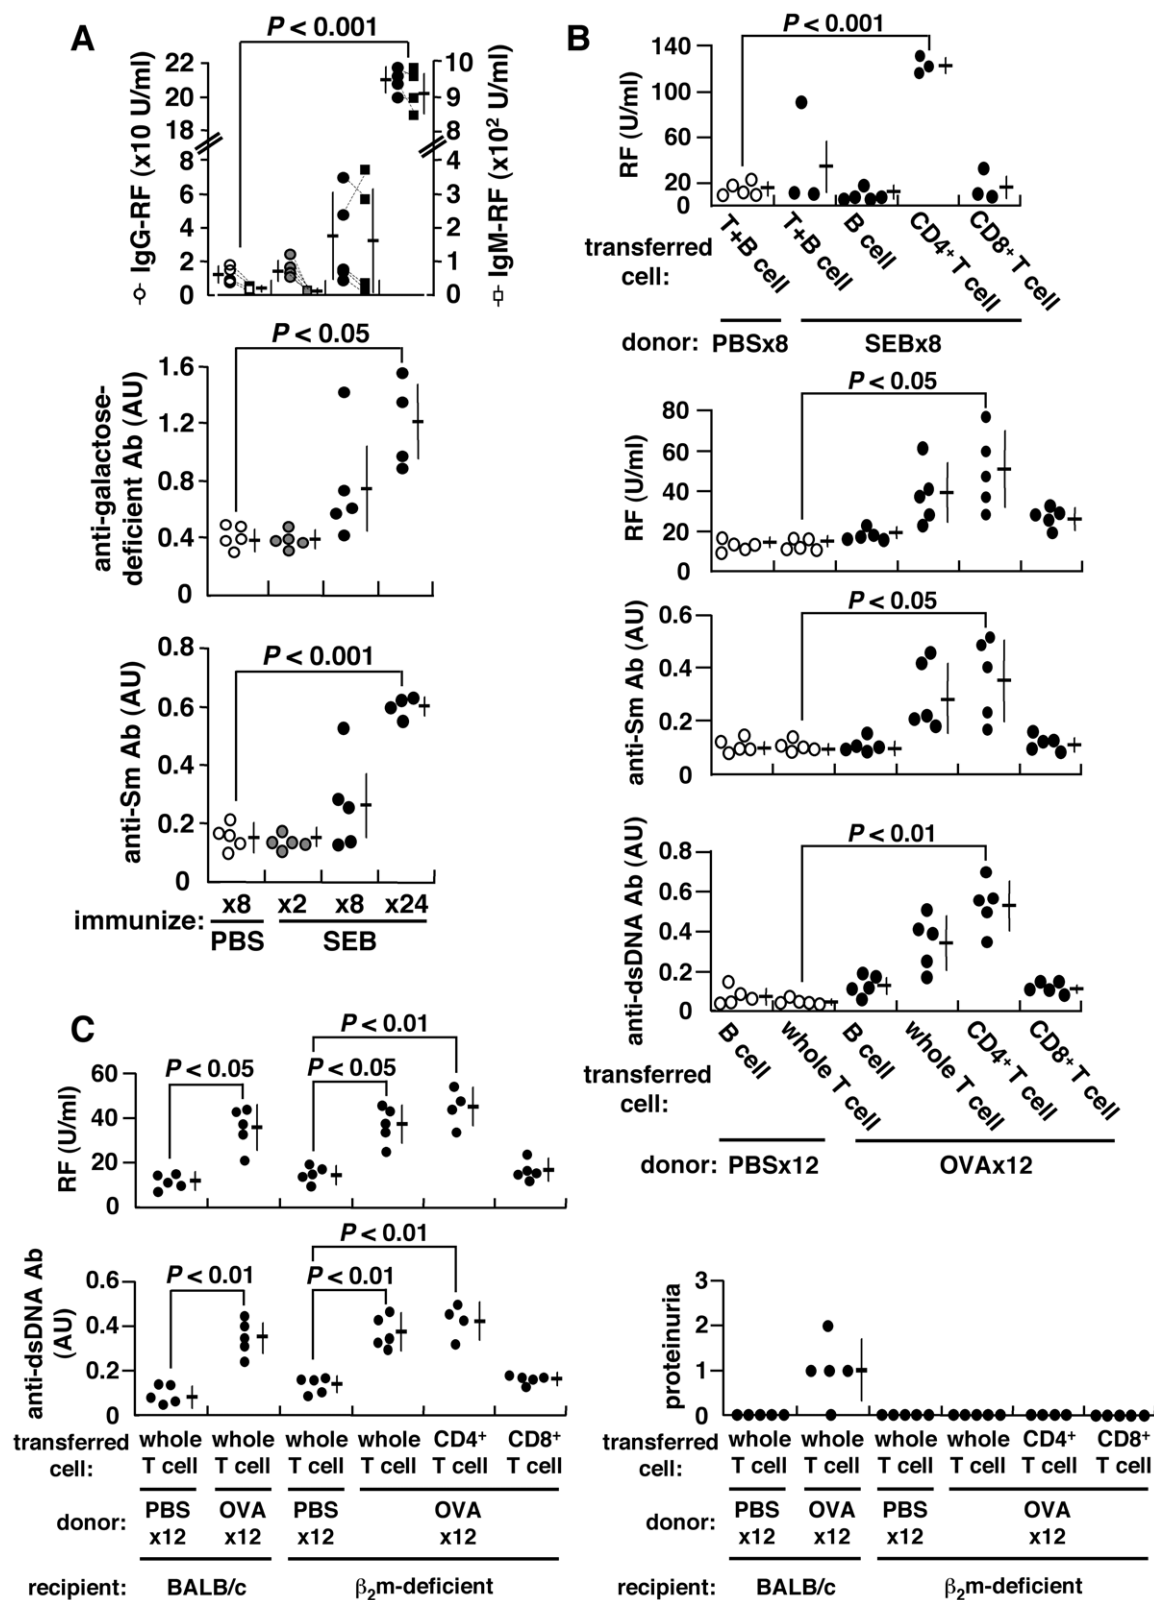 A
P < 0.001
IgG-RF (x10 U/ml)
22
20
18
8
6
4
2
0
10
9
8
4
3
2
1
0
IgM-RF (x10² U/ml)
P < 0.05
anti-galactose-
deficient Ab (AU)
1.6
1.2
0.8
0.4
0
P < 0.001
anti-Sm Ab (AU)
0.8
0.6
0.4
0.2
0
immunize: x8 x2 x8 x24
PBS SEB
B
P < 0.001
RF (U/ml)
140
100
60
20
0
transferred
cell:
T+B cell
T+B cell
B cell
CD4⁺ T cell
CD8⁺ T cell
donor: PBSx8 SEBx8
P < 0.05
RF (U/ml)
80
60
40
20
0
P < 0.05
anti-Sm Ab (AU)
0.6
0.4
0.2
0
P < 0.01
anti-dsDNA Ab (AU)
0.8
0.6
0.4
0.2
0
transferred
cell:
B cell
whole T cell
B cell
whole T cell
CD4⁺ T cell
CD8⁺ T cell
donor: PBSx12 OVAx12
C
P < 0.01
P < 0.05 P < 0.05
RF (U/ml)
60
40
20
0
P < 0.01
P < 0.01 P < 0.01
anti-dsDNA Ab
(AU)
0.6
0.4
0.2
0
transferred whole whole whole whole CD4⁺ CD8⁺
cell: T cell T cell T cell T cell T cell T cell
donor: PBS OVA PBS OVA
x12 x12 x12 x12
recipient: BALB/c β₂m-deficient
proteinuria
3
2
1
0
transferred whole whole whole whole CD4⁺ CD8⁺
cell: T cell T cell T cell T cell T cell T cell
donor: PBS OVA PBS OVA
x12 x12 x12 x12
recipient: BALB/c β₂m-deficient